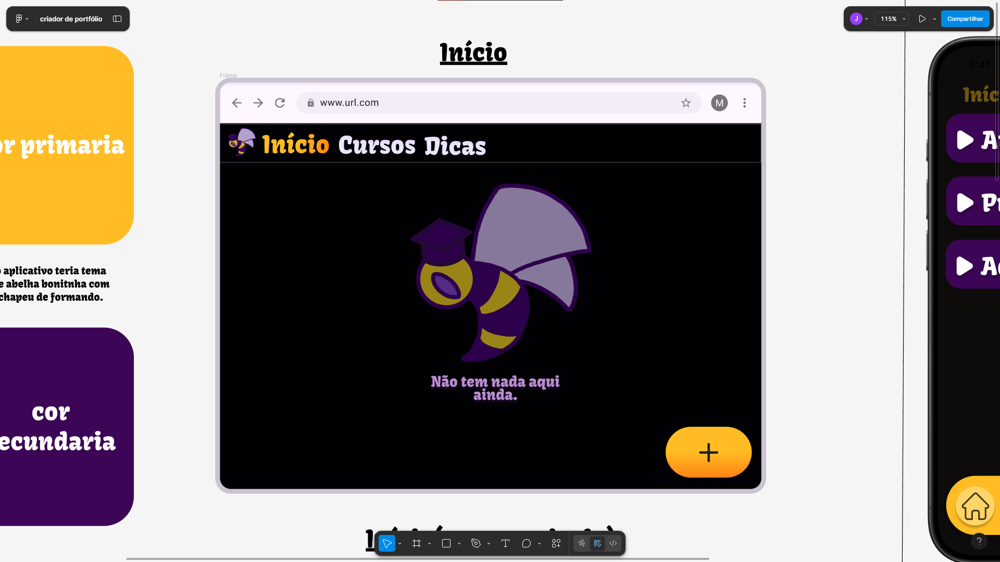 criador de portfólio
J
115%
Compartilhar
Início
Frame
www.url.com
M
Início Cursos Dicas
Não tem nada aqui
ainda.
primaria
aplicativo teria tema
abelha bonitnha com
chapeu de formando.
cor
ecundaria
9:41
Iníc
?